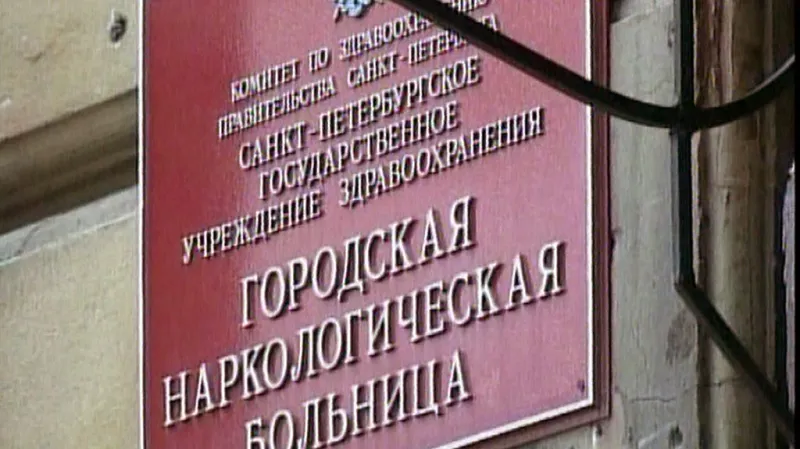 КОМИТЕТ ПО ЗДРАВООХРАНЕНИЮ
ПРАВИТЕЛЬСТВА САНКТ-ПЕТЕРБУРГА
САНКТ-ПЕТЕРБУРГСКОЕ
ГОСУДАРСТВЕННОЕ
УЧРЕЖДЕНИЕ ЗДРАВООХРАНЕНИЯ
ГОРОДСКАЯ
НАРКОЛОГИЧЕСКАЯ
БОЛЬНИЦА